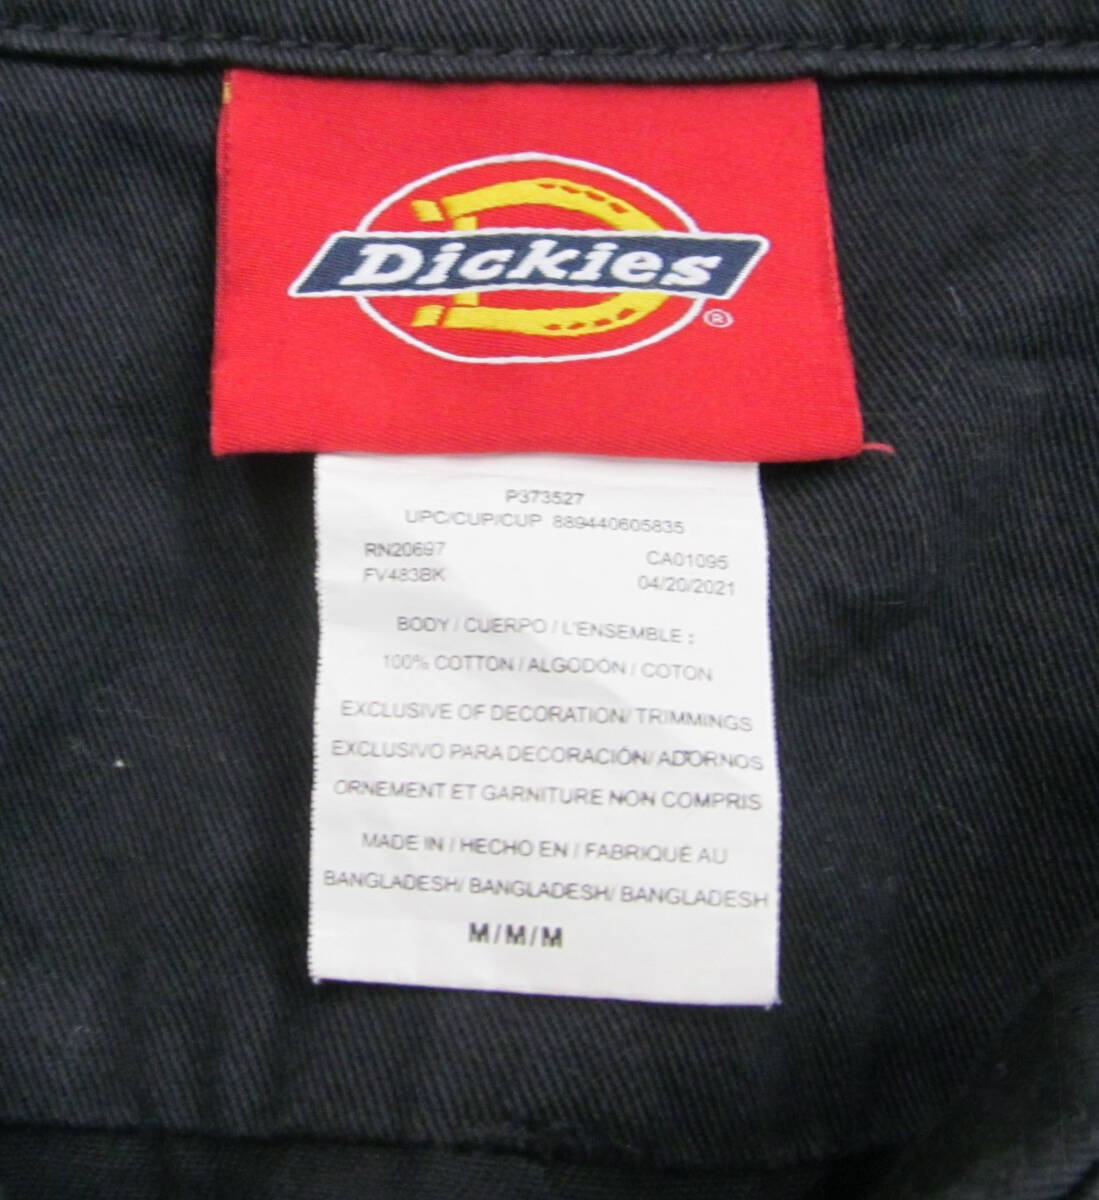 Dickies
®
P373527
UPC/CUP/CUP 889440605835
RN20697 CA01095
FV483BK 04/20/2021
BODY / CUERPO / L'ENSEMBLE :
100% COTTON / ALGODÓN / COTON
EXCLUSIVE OF DECORATION/ TRIMMINGS
EXCLUSIVO PARA DECORACIÓN/ ADORNOS
ORNEMENT ET GARNITURE NON COMPRIS
MADE IN / HECHO EN / FABRIQUÉ AU
BANGLADESH/ BANGLADESH/ BANGLADESH
M/M/M